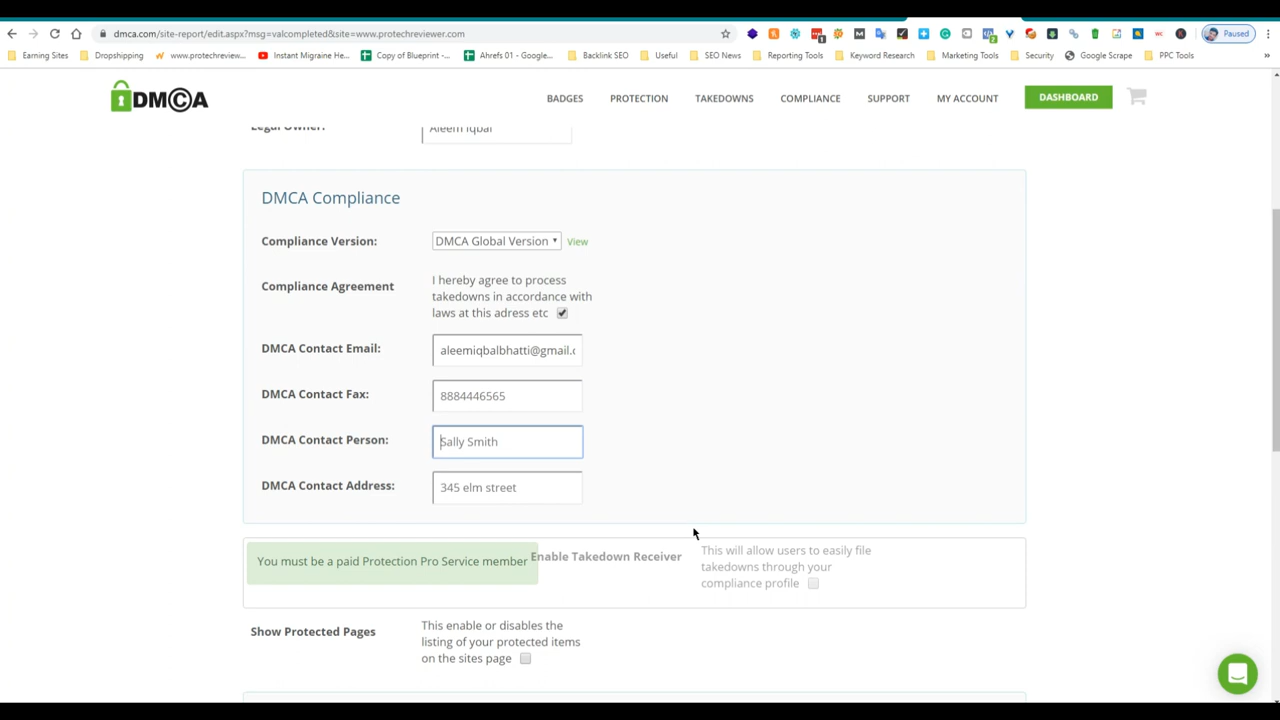 dmca.com/site-report/edit.aspx?msg=valcompleted&site=www.protechreviewer.com
Paused
Earning Sites
Dropshipping
www.protechreview...
Instant Migraine He...
Copy of Blueprint -...
Ahrefs 01 - Google...
Backlink SEO
Useful
SEO News
Reporting Tools
Keyword Research
Marketing Tools
Security
Google Scrape
PPC Tools
»
DMCA
BADGES
PROTECTION
TAKEDOWNS
COMPLIANCE
SUPPORT
MY ACCOUNT
DASHBOARD
Legal Owner:
Aleem Iqbal
DMCA Compliance
Compliance Version:
DMCA Global Version
View
Compliance Agreement
I hereby agree to process
takedowns in accordance with
laws at this adress etc
DMCA Contact Email:
aleemiqbalbhatti@gmail.c
DMCA Contact Fax:
8884446565
DMCA Contact Person:
Sally Smith
DMCA Contact Address:
345 elm street
You must be a paid Protection Pro Service member
Enable Takedown Receiver
This will allow users to easily file
takedowns through your
compliance profile
Show Protected Pages
This enable or disables the
listing of your protected items
on the sites page